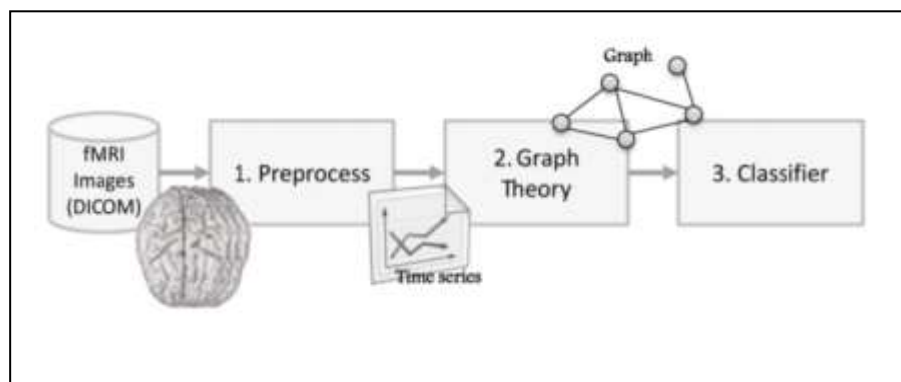 fMRI
Images
(DICOM)
1. Preprocess
Time series
2. Graph
Theory
Graph
3. Classifier